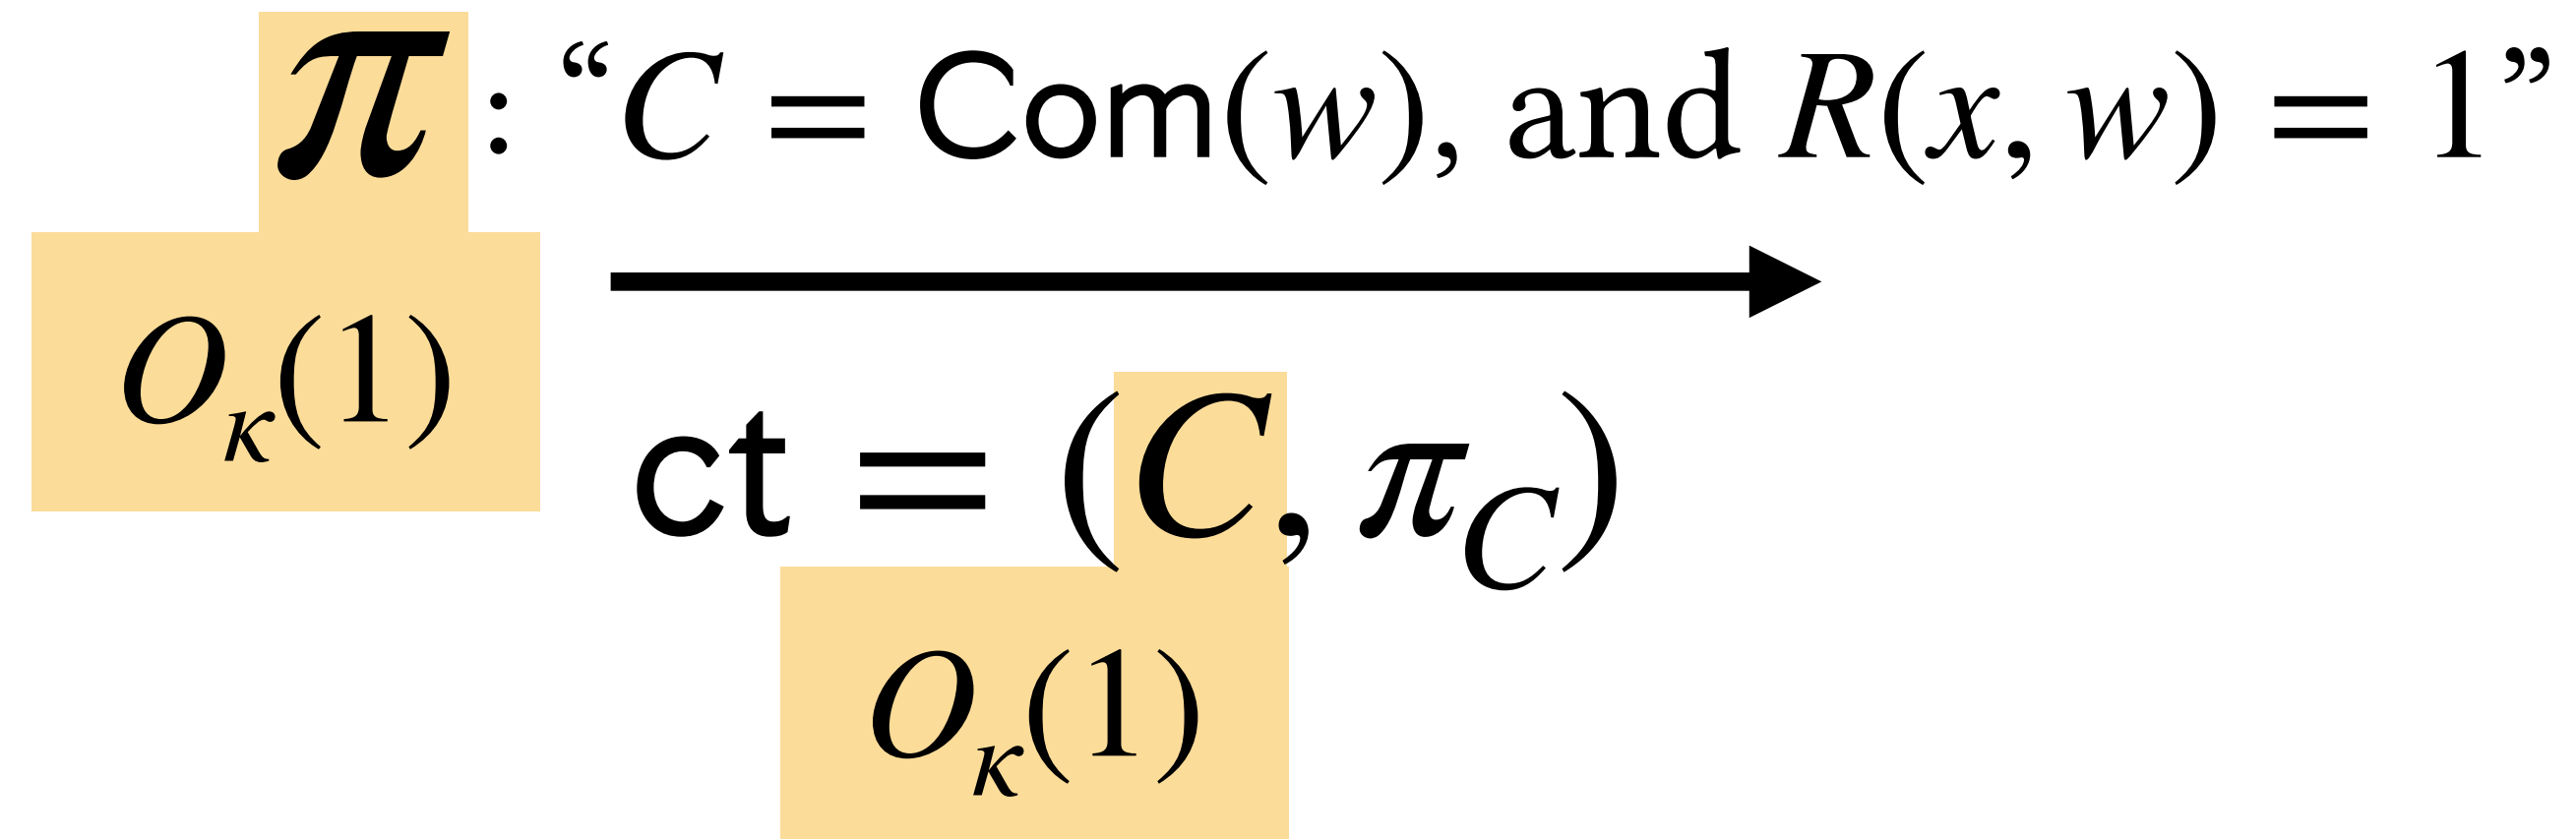 π : “C = Com(w), and R(x, w) = 1”
O_κ(1)
ct = (C, π_C)
O_κ(1)